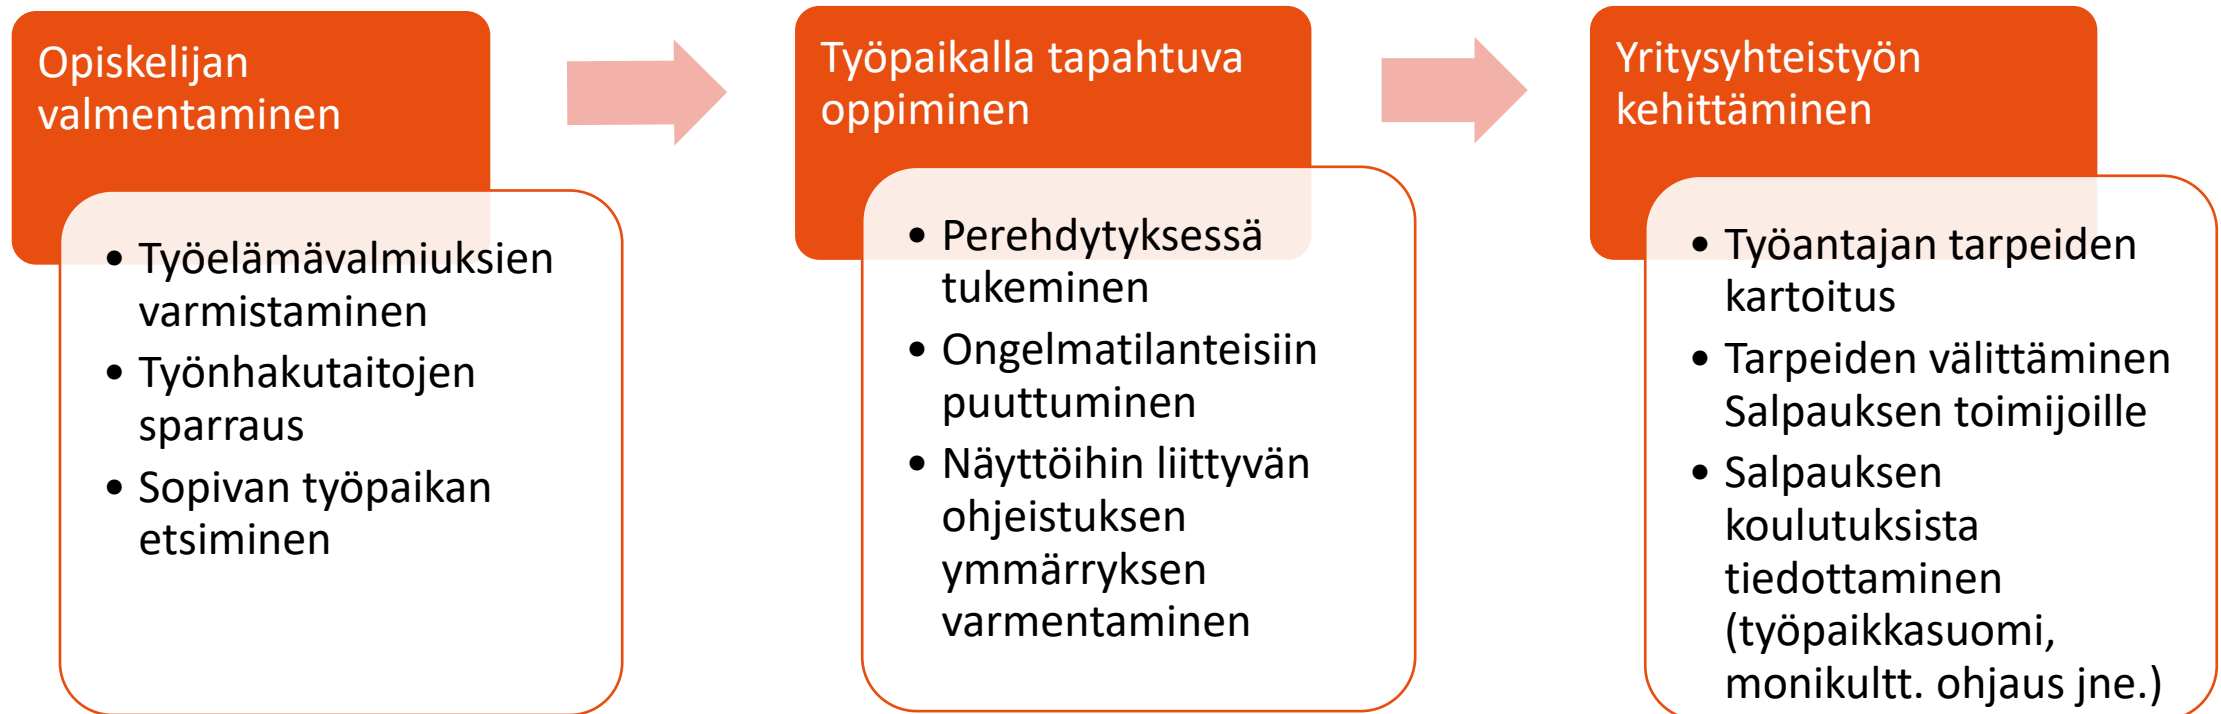 Opiskelijan
valmentaminen
• Työelämävalmiuksien
varmistaminen
• Työnhakutaitojen
sparraus
• Sopivan työpaikan
etsiminen
Työpaikalla tapahtuva
oppiminen
• Perehdytyksessä
tukeminen
• Ongelmatilanteisiin
puuttuminen
• Näyttöihin liittyvän
ohjeistuksen
ymmärryksen
varmentaminen
Yritysyhteistyön
kehittäminen
• Työantajan tarpeiden
kartoitus
• Tarpeiden välittäminen
Salpauksen toimijoille
• Salpauksen
koulutuksista
tiedottaminen
(työpaikkasuomi,
monikultt. ohjaus jne.)